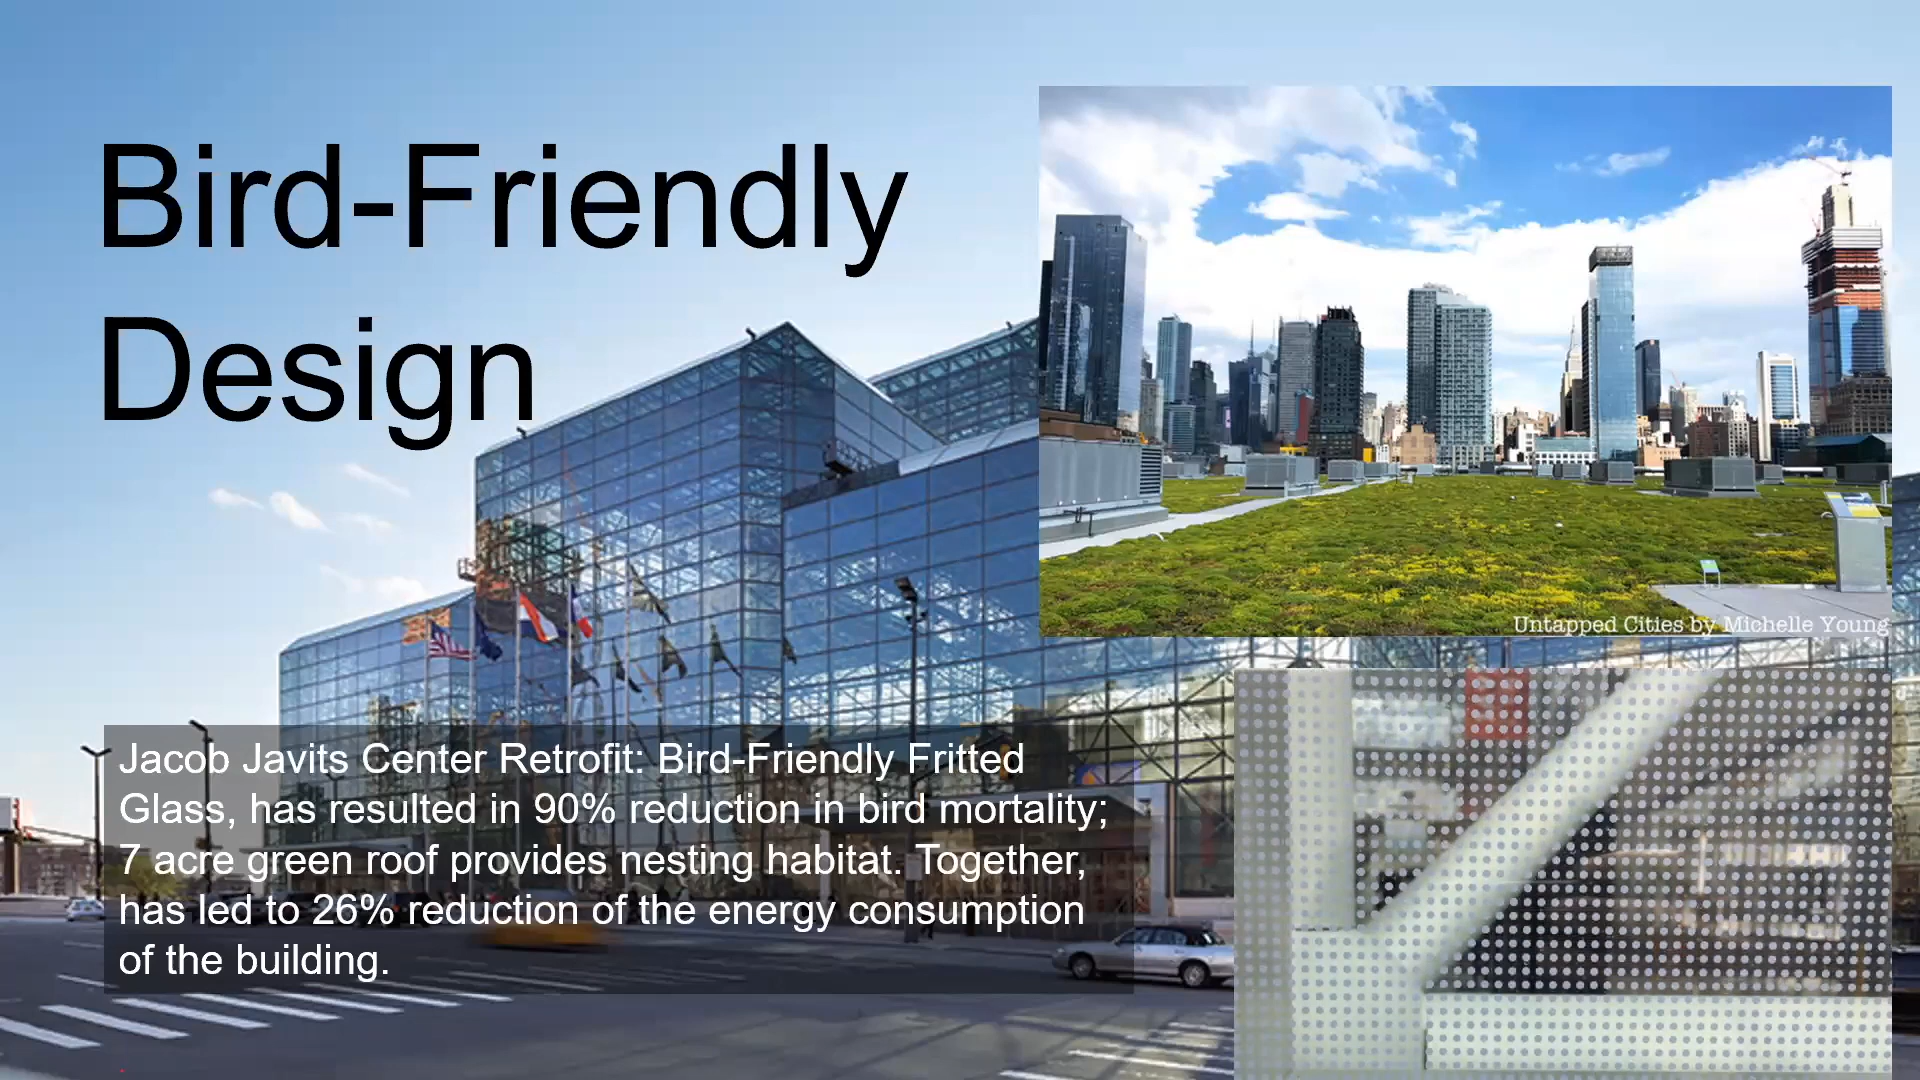 Bird-Friendly
Design
Untapped Cities by Michelle Young
Jacob Javits Center Retrofit: Bird-Friendly Fritted
Glass, has resulted in 90% reduction in bird mortality;
7 acre green roof provides nesting habitat. Together,
has led to 26% reduction of the energy consumption
of the building.